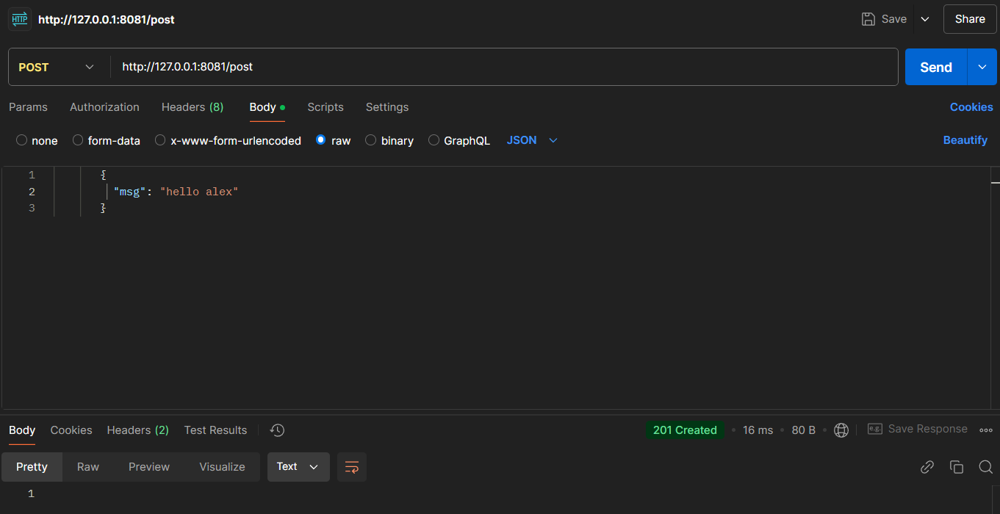 HTTP http://127.0.0.1:8081/post Save Share
POST http://127.0.0.1:8081/post Send
Params Authorization Headers (8) Body Scripts Settings Cookies
none form-data x-www-form-urlencoded raw binary GraphQL JSON Beautify
1 {
2 "msg": "hello alex"
3 }
Body Cookies Headers (2) Test Results 201 Created • 16 ms • 80 B • e.g. Save Response
Pretty Raw Preview Visualize Text
1